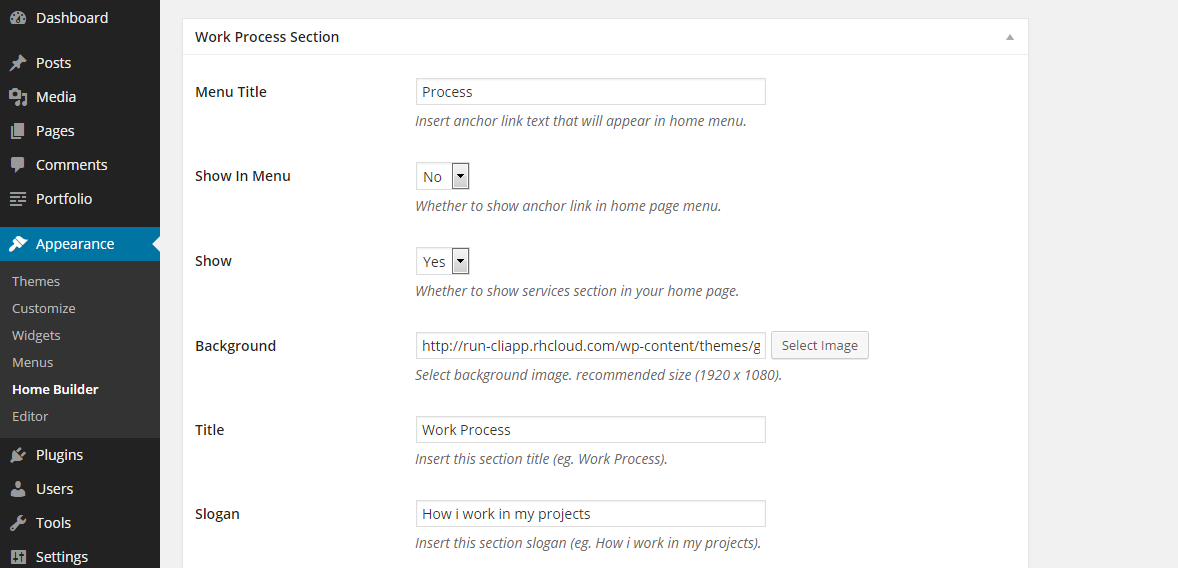 Dashboard
Posts
Media
Pages
Comments
Portfolio
Appearance
Themes
Customize
Widgets
Menus
Home Builder
Editor
Plugins
Users
Tools
Settings
Work Process Section
Menu Title
Process
Insert anchor link text that will appear in home menu.
Show In Menu
No
Whether to show anchor link in home page menu.
Show
Yes
Whether to show services section in your home page.
Background
http://run-cliapp.rhcloud.com/wp-content/themes/g
Select Image
Select background image. recommended size (1920 x 1080).
Title
Work Process
Insert this section title (eg. Work Process).
Slogan
How i work in my projects
Insert this section slogan (eg. How i work in my projects).